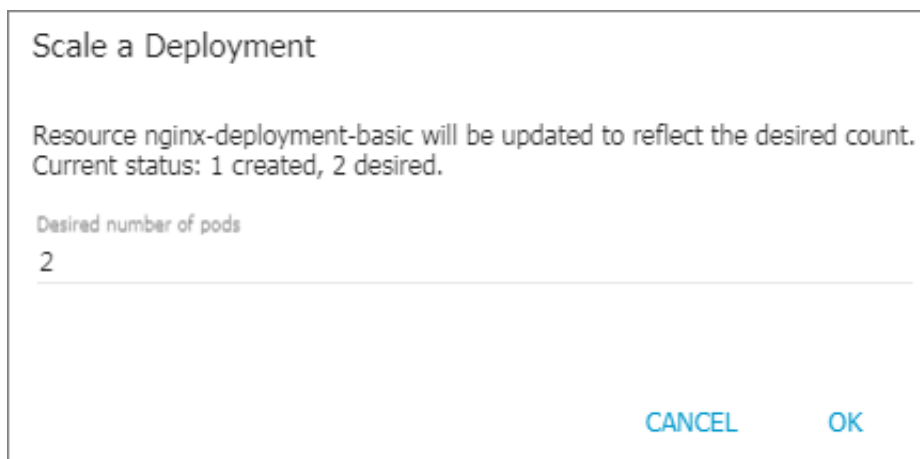 Scale a Deployment
Resource nginx-deployment-basic will be updated to reflect the desired count.
Current status: 1 created, 2 desired.
Desired number of pods
2
CANCEL OK